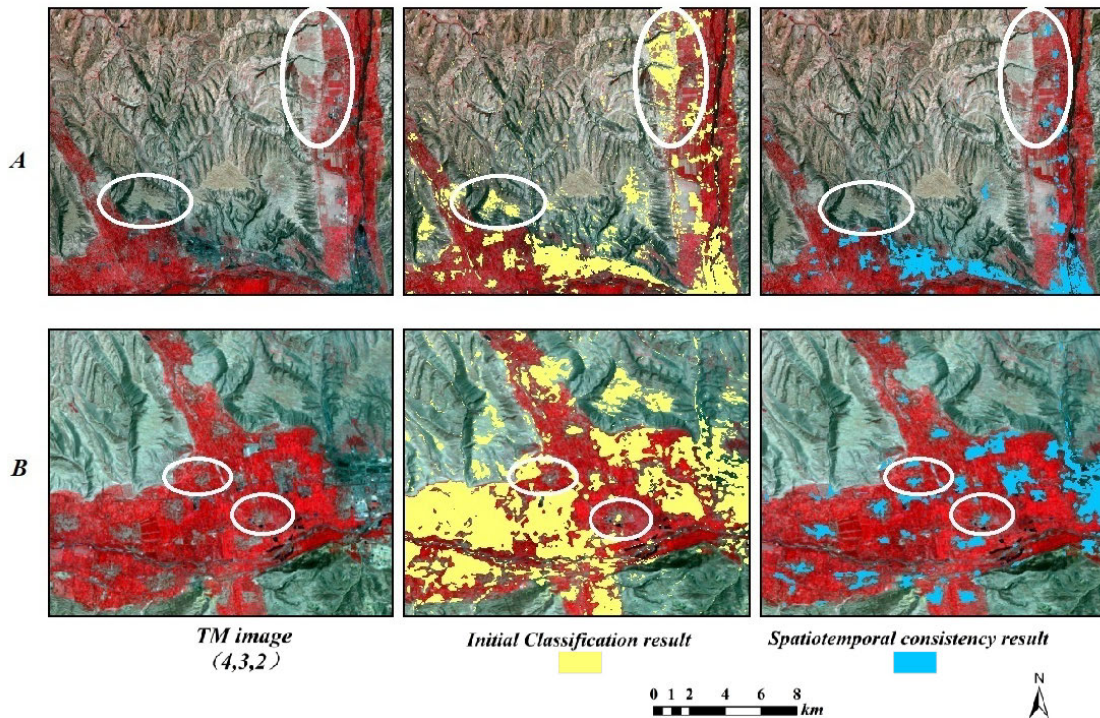 A
B
TM image
(4,3,2)
Initial Classification result
Spatiotemporal consistency result
0 1 2 4 6 8 km
N